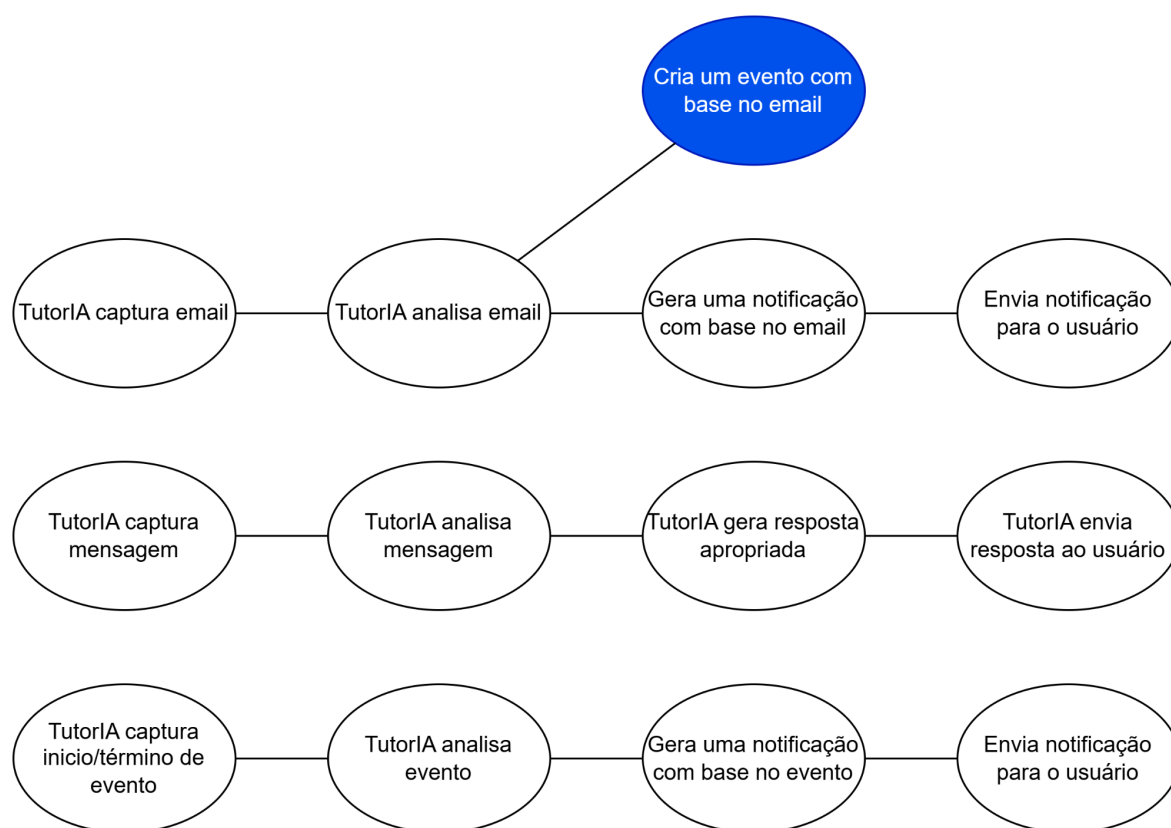 Cria um evento com
base no email
TutorIA captura email
TutorIA analisa email
Gera uma notificação
com base no email
Envia notificação
para o usuário
TutorIA captura
mensagem
TutorIA analisa
mensagem
TutorIA gera resposta
apropriada
TutorIA envia
resposta ao usuário
TutorIA captura
inicio/término de
evento
TutorIA analisa
evento
Gera uma notificação
com base no evento
Envia notificação
para o usuário